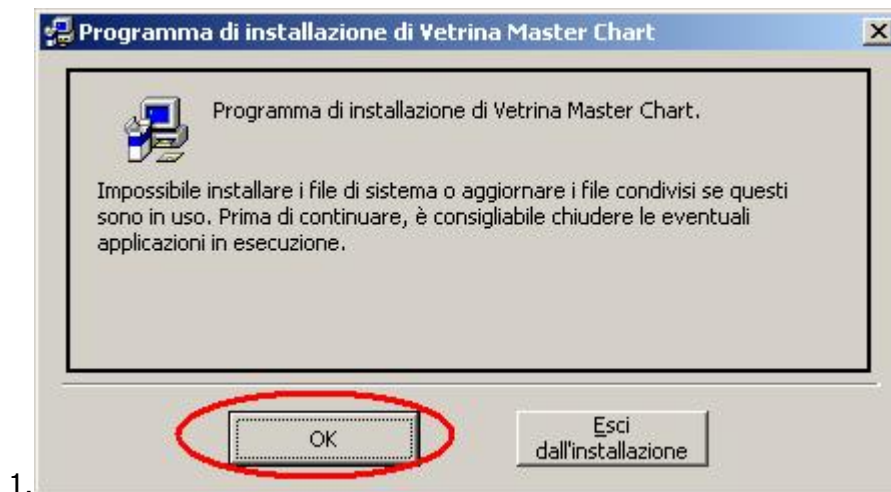 Programma di installazione di Vetrina Master Chart
Programma di installazione di Vetrina Master Chart.
Impossibile installare i file di sistema o aggiornare i file condivisi se questi
sono in uso. Prima di continuare, è consigliabile chiudere le eventuali
applicazioni in esecuzione.
OK
Esci
dall'installazione
1.